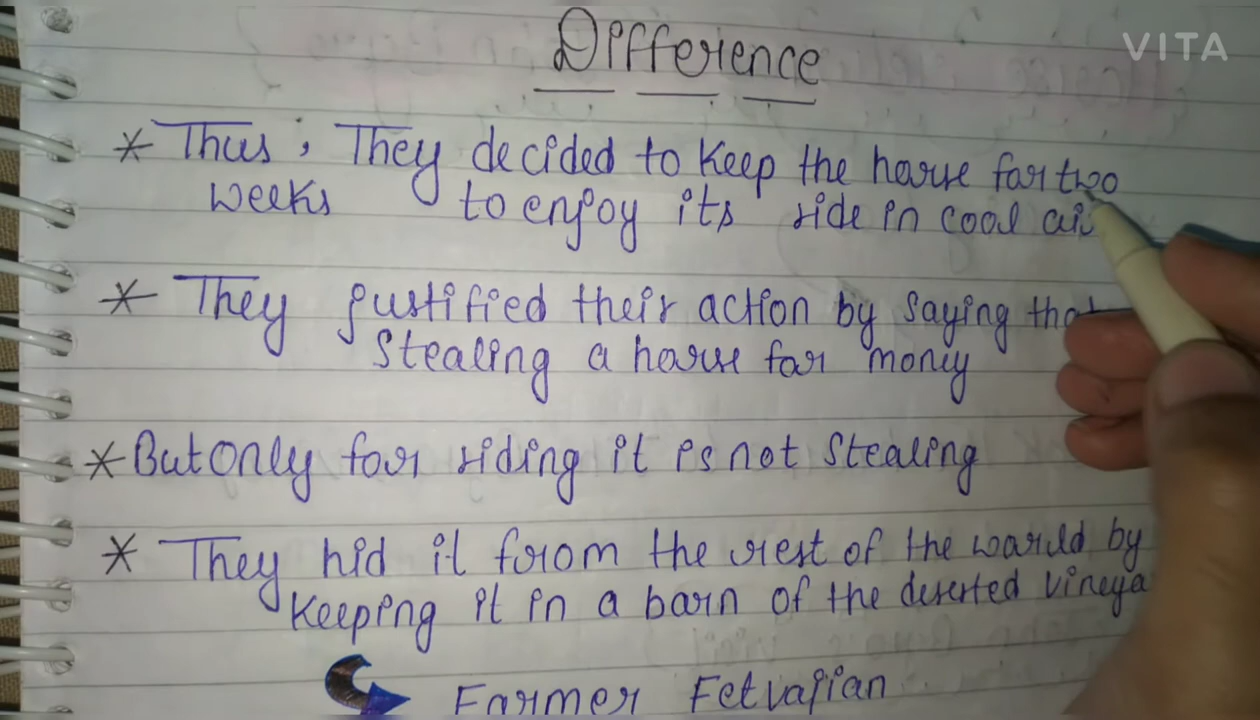 VITA
Difference
* Thus, They decided to keep the horse for two
weeks to enjoy its ride in cool air
* They justified their action by saying that
stealing a horse for money
* But only for riding it is not stealing
* They hid it from the rest of the world by
keeping it in a barn of the deserted vineya
Farmer Fetvajian